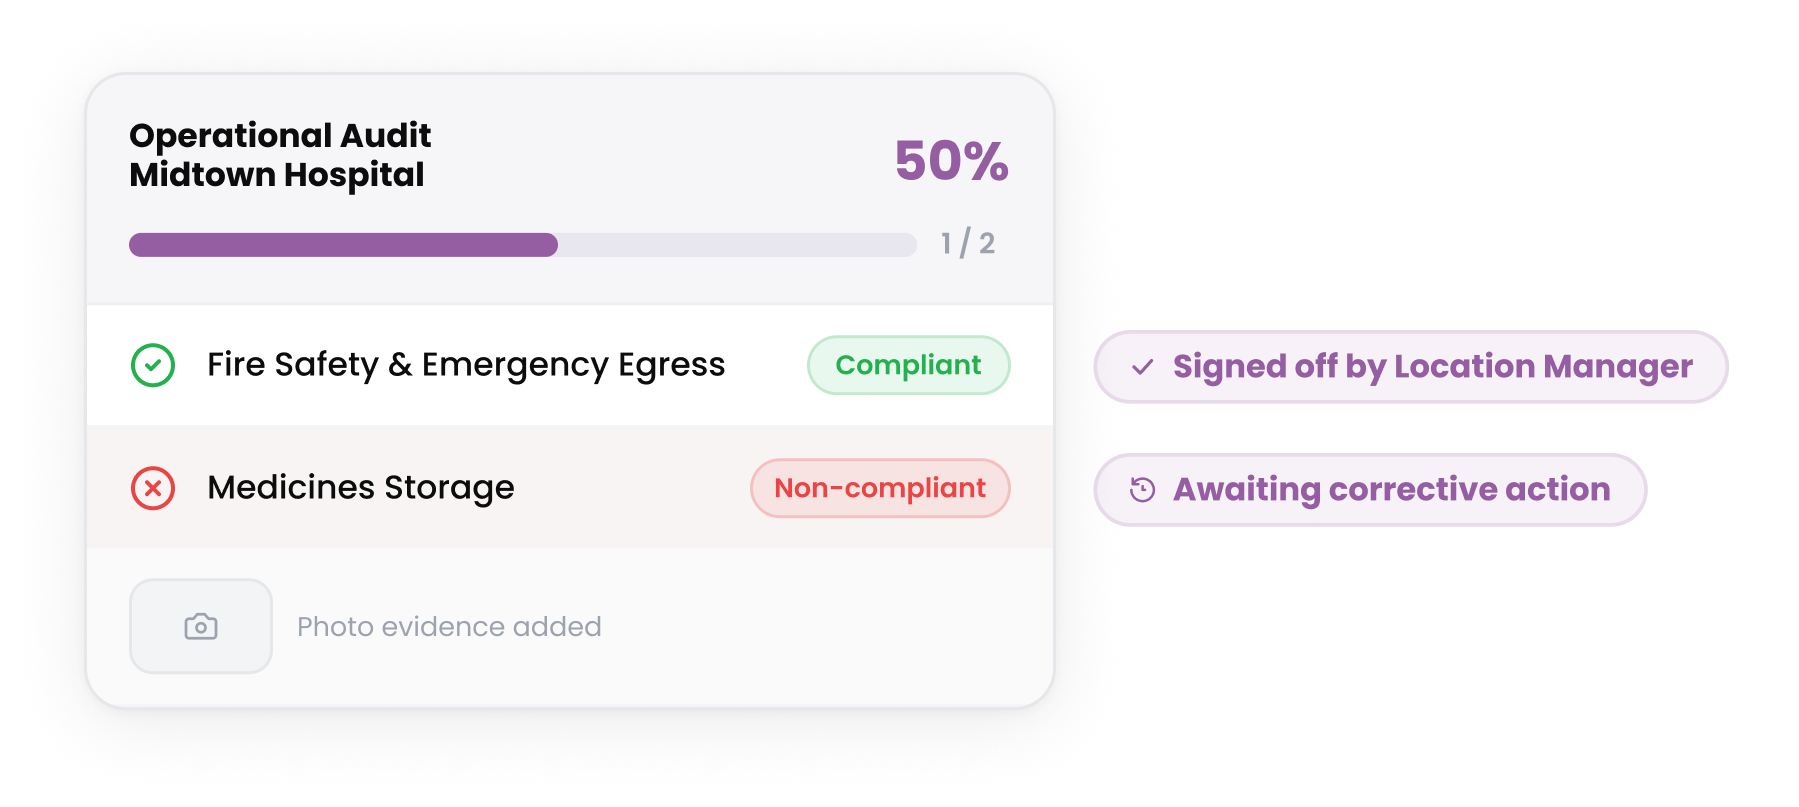 Operational Audit
Midtown Hospital
50%
1 / 2
Fire Safety & Emergency Egress
Compliant
Signed off by Location Manager
Medicines Storage
Non-compliant
Awaiting corrective action
Photo evidence added